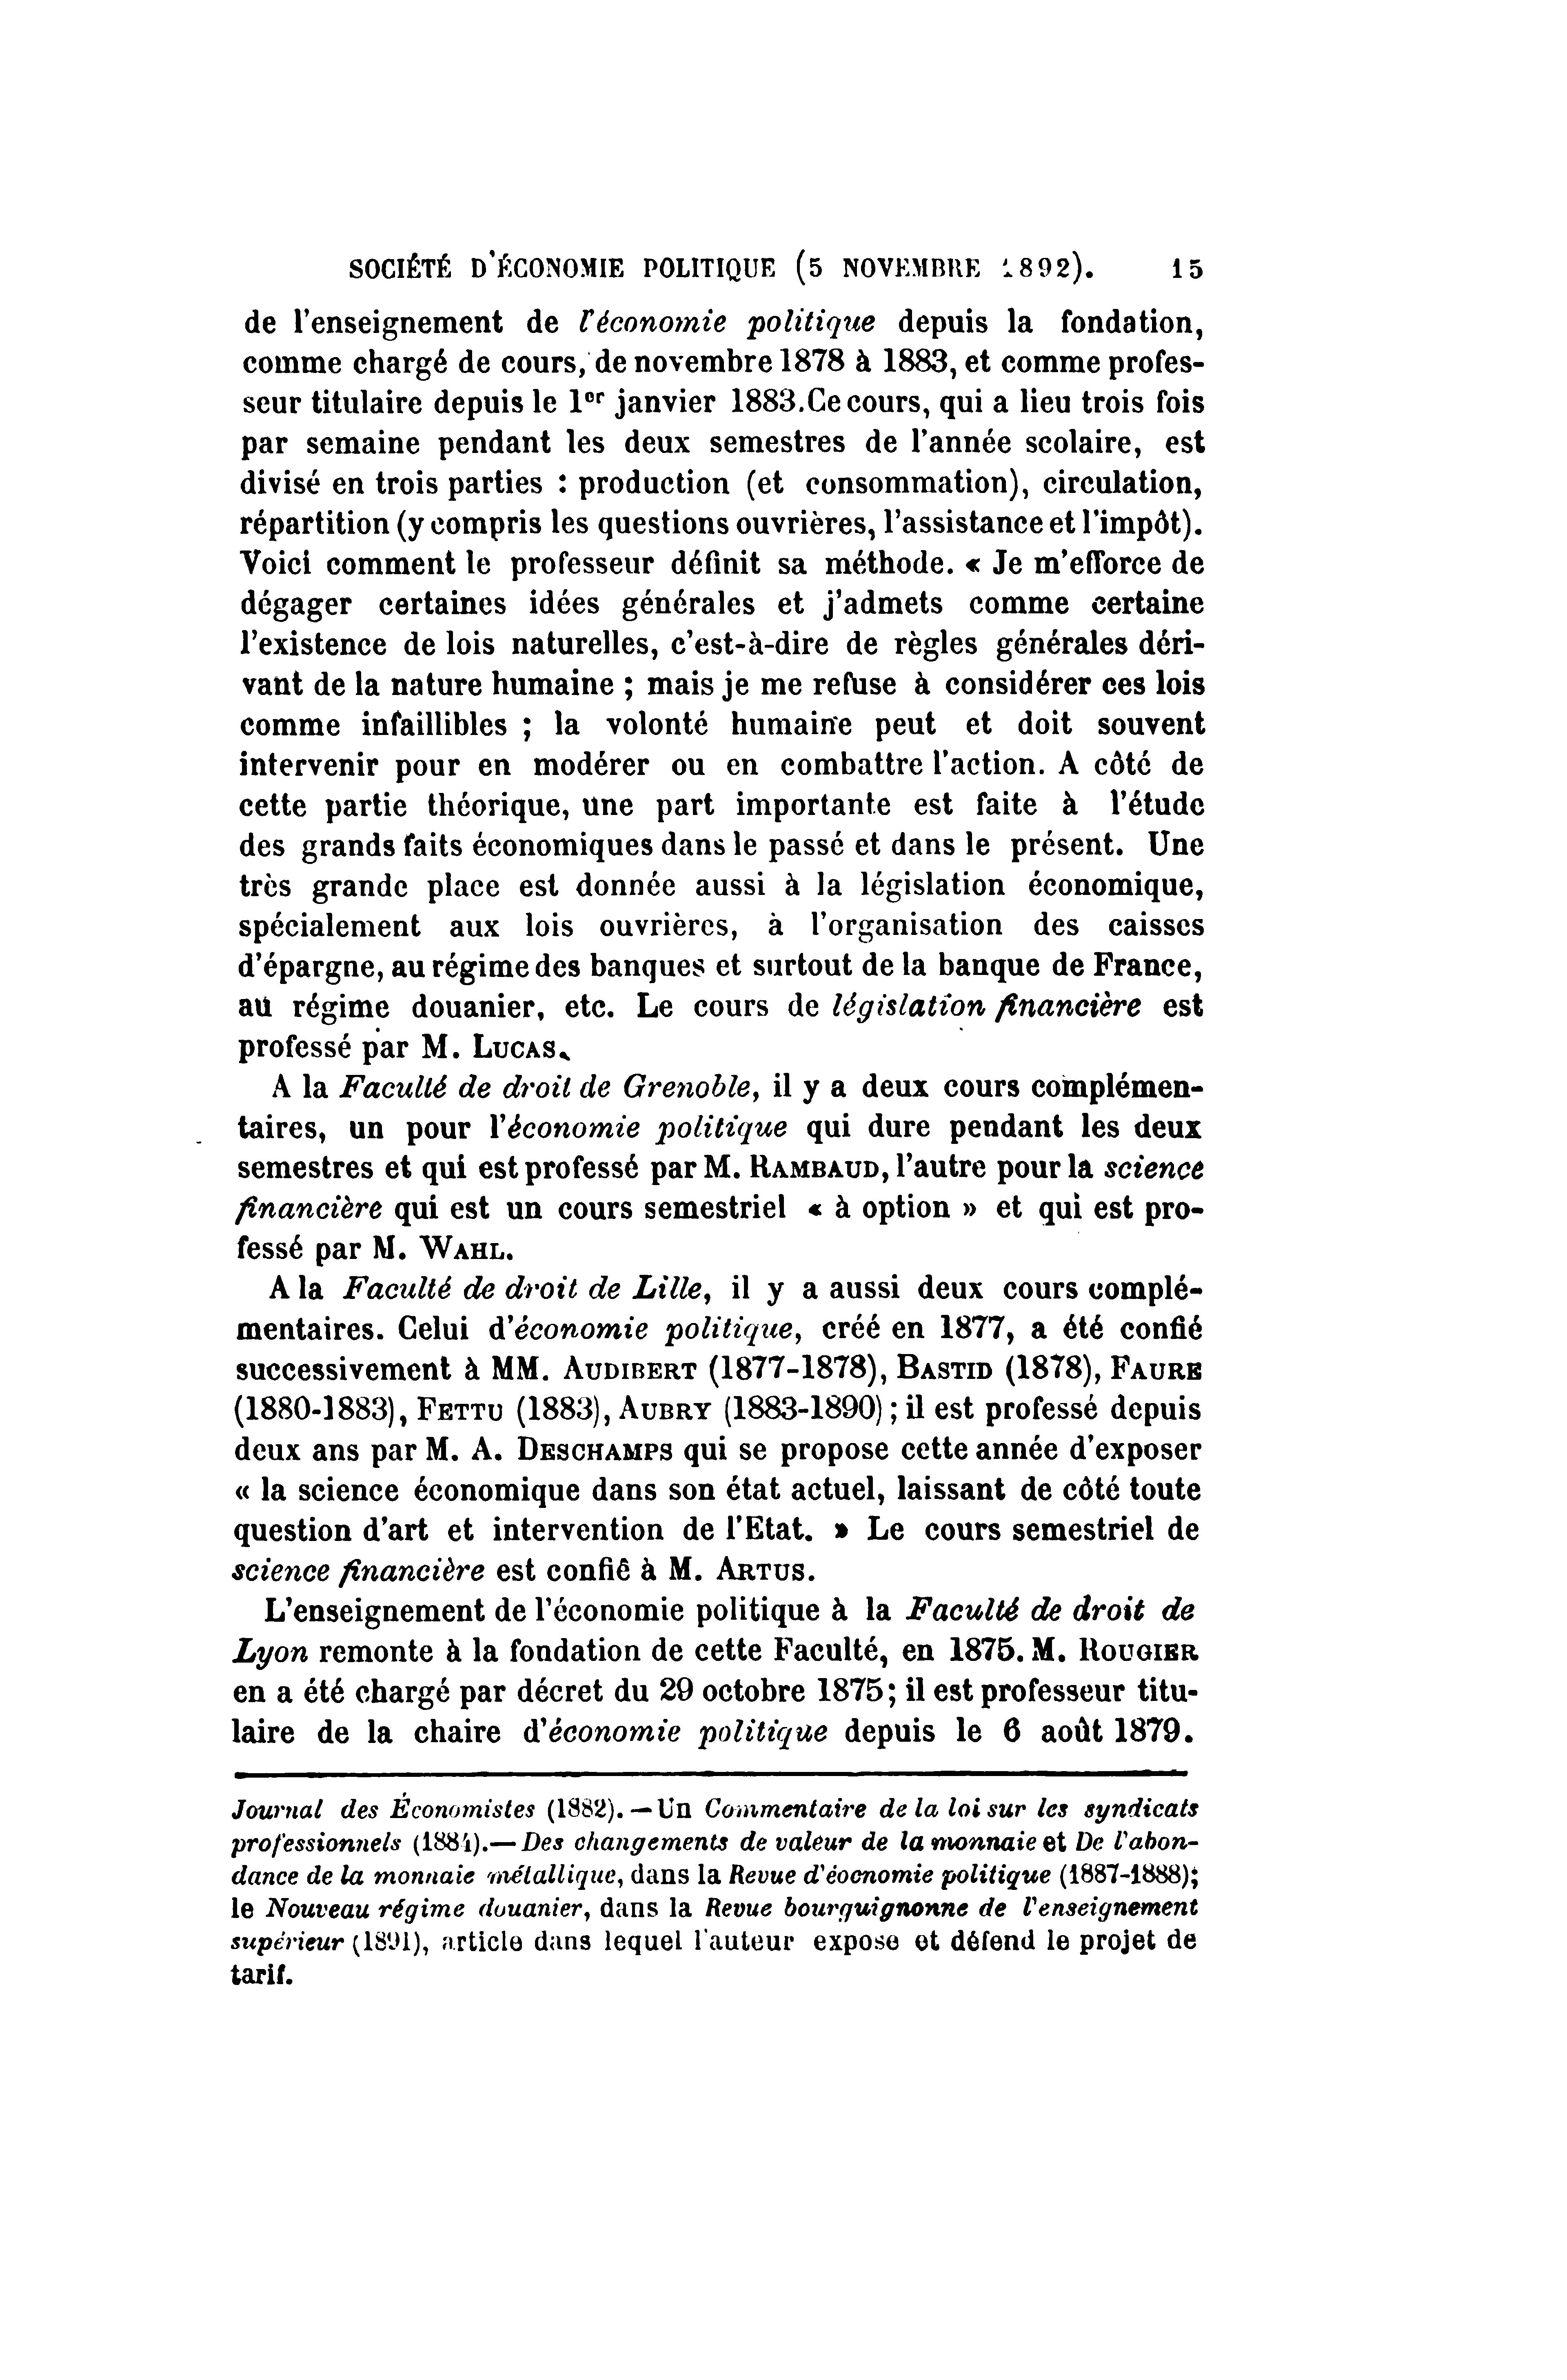 SOCIÉTÉ D'ÉCONOMIE POLITIQUE (5 NOVEMBRE 1892). 15
de l'enseignement de l'économie politique depuis la fondation,
comme chargé de cours, de novembre 1878 à 1883, et comme profes-
seur titulaire depuis le 1er janvier 1883. Ce cours, qui a lieu trois fois
par semaine pendant les deux semestres de l'année scolaire, est
divisé en trois parties : production (et consommation), circulation,
répartition (y compris les questions ouvrières, l'assistance et l'impôt).
Voici comment le professeur définit sa méthode. « Je m'efforce de
dégager certaines idées générales et j'admets comme certaine
l'existence de lois naturelles, c'est-à-dire de règles générales déri-
vant de la nature humaine ; mais je me refuse à considérer ces lois
comme infaillibles ; la volonté humaine peut et doit souvent
intervenir pour en modérer ou en combattre l'action. A côté de
cette partie théorique, une part importante est faite à l'étude
des grands faits économiques dans le passé et dans le présent. Une
très grande place est donnée aussi à la législation économique,
spécialement aux lois ouvrières, à l'organisation des caisses
d'épargne, au régime des banques et surtout de la banque de France,
au régime douanier, etc. Le cours de législation financière est
professé par M. LUCAS.
A la Faculté de droit de Grenoble, il y a deux cours complémen-
taires, un pour l'économie politique qui dure pendant les deux
semestres et qui est professé par M. RAMBAUD, l'autre pour la science
financière qui est un cours semestriel « à option » et qui est pro-
fessé par M. WAHL.
A la Faculté de droit de Lille, il y a aussi deux cours complé-
mentaires. Celui d'économie politique, créé en 1877, a été confié
successivement à MM. AUDIBERT (1877-1878), BASTID (1878), FAURE
(1880-1883), FETTU (1883), AUBRY (1883-1890) ; il est professé depuis
deux ans par M. A. DESCHAMPS qui se propose cette année d'exposer
« la science économique dans son état actuel, laissant de côté toute
question d'art et intervention de l'Etat. » Le cours semestriel de
science financière est confié à M. ARTUS.
L'enseignement de l'économie politique à la Faculté de droit de
Lyon remonte à la fondation de cette Faculté, en 1875. M. ROUGIER
en a été chargé par décret du 29 octobre 1875 ; il est professeur titu-
laire de la chaire d'économie politique depuis le 6 août 1879.
Journal des Économistes (1882). — Un Commentaire de la loi sur les syndicats
professionnels (1884). — Des changements de valeur de la monnaie et De l'abon-
dance de la monnaie métallique, dans la Revue d'éocnomie politique (1887-1888);
le Nouveau régime douanier, dans la Revue bourguignonne de l'enseignement
supérieur (1891), article dans lequel l'auteur expose et défend le projet de
tarif.